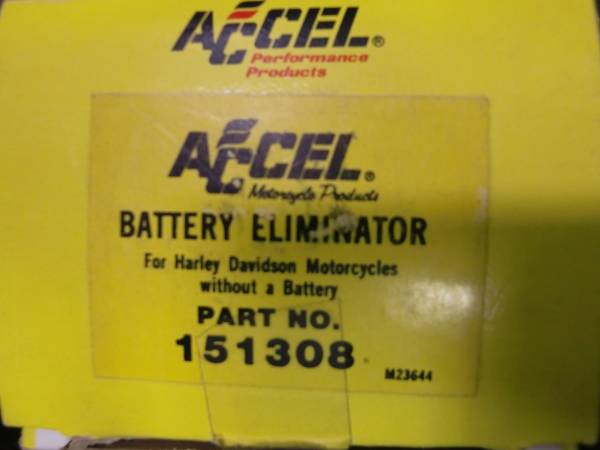 ACCEL®
Performance
Products
ACCEL®
Motorcycle Products
BATTERY ELIMINATOR
For Harley Davidson Motorcycles
without a Battery
PART NO.
151308
M23644